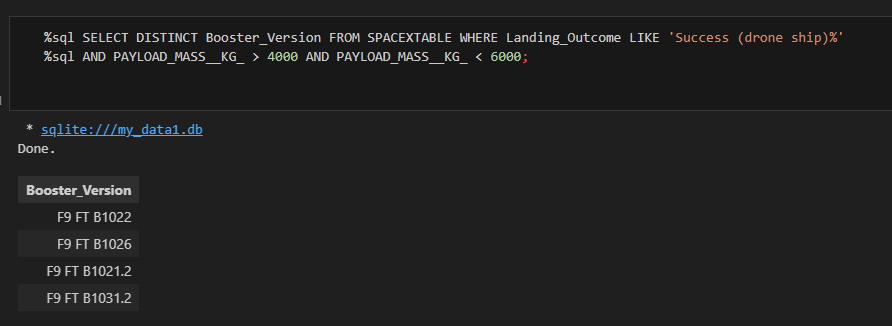 %sql SELECT DISTINCT Booster_Version FROM SPACEXTABLE WHERE Landing_Outcome LIKE 'Success (drone ship)%'
%sql AND PAYLOAD_MASS__KG_ > 4000 AND PAYLOAD_MASS__KG_ < 6000;
* sqlite:///my_data1.db
Done.
Booster_Version
F9 FT B1022
F9 FT B1026
F9 FT B1021.2
F9 FT B1031.2